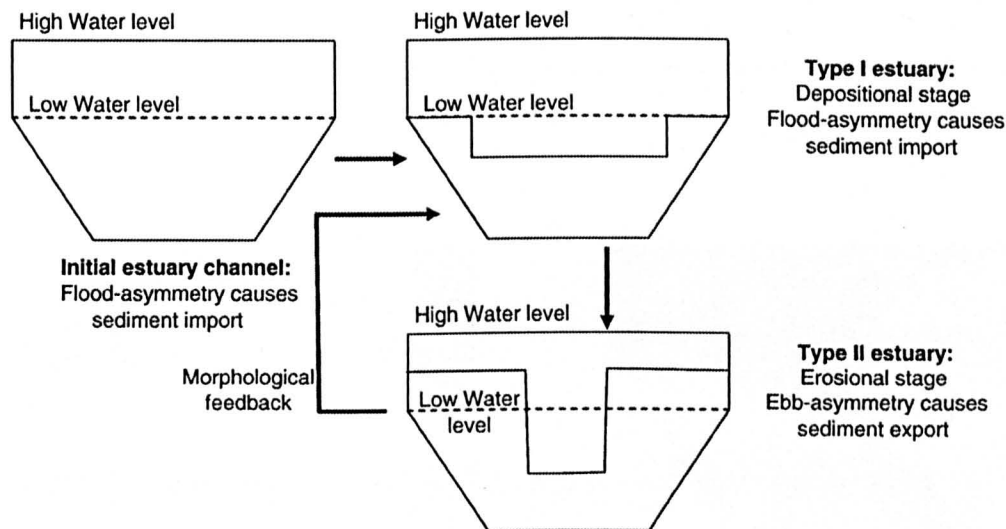 High Water level
Low Water level
Initial estuary channel:
Flood-asymmetry causes
sediment import
High Water level
Low Water level
Type I estuary:
Depositional stage
Flood-asymmetry causes
sediment import
Morphological
feedback
High Water level
Low Water
level
Type II estuary:
Erosional stage
Ebb-asymmetry causes
sediment export